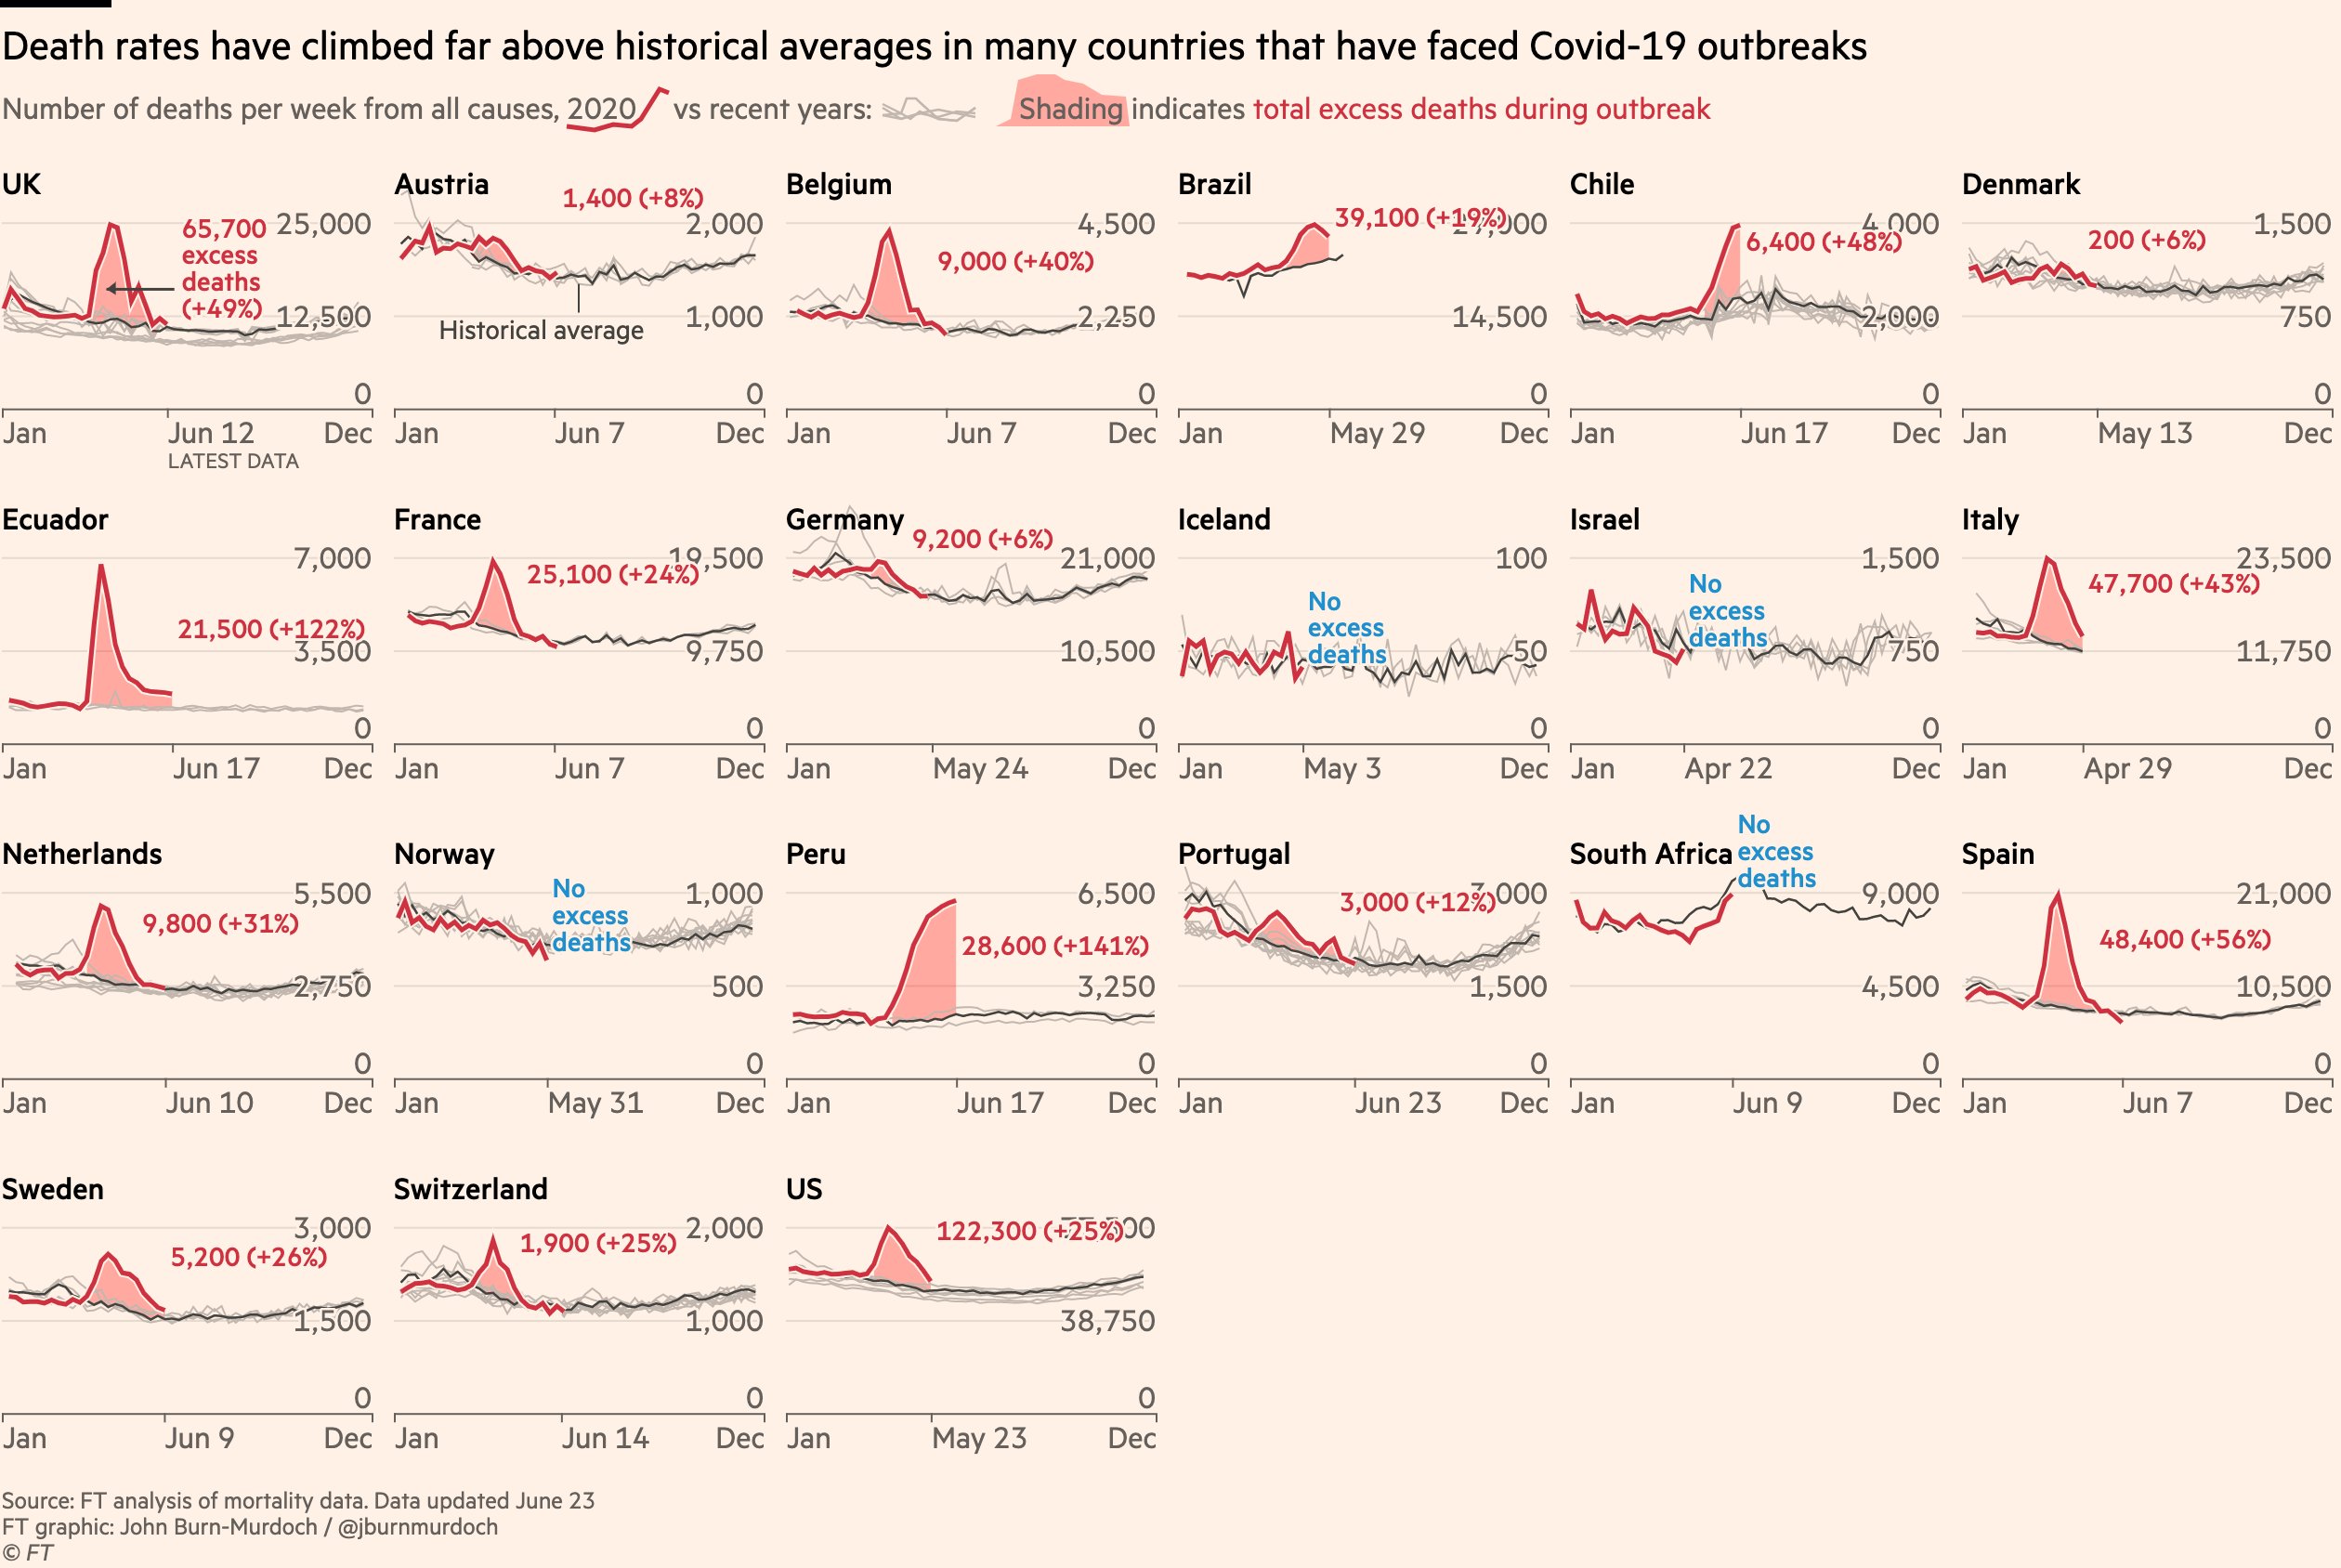 Death rates have climbed far above historical averages in many countries that have faced Covid-19 outbreaks
Number of deaths per week from all causes, 2020 vs recent years: Shading indicates total excess deaths during outbreak
UK
65,700
excess
deaths
(+49%)
25,000
12,500
0
Jan Jun 12 Dec
LATEST DATA
Austria
1,400 (+8%)
2,000
Historical average
1,000
0
Jan Jun 7 Dec
Belgium
4,500
9,000 (+40%)
2,250
0
Jan Jun 7 Dec
Brazil
39,100 (+19%)
14,500
0
Jan May 29 Dec
Chile
4,000
6,400 (+48%)
2,000
0
Jan Jun 17 Dec
Denmark
1,500
200 (+6%)
750
0
Jan May 13 Dec
Ecuador
7,000
21,500 (+122%)
3,500
0
Jan Jun 17 Dec
France
19,500
25,100 (+24%)
9,750
0
Jan Jun 7 Dec
Germany
9,200 (+6%)
21,000
10,500
0
Jan May 24 Dec
Iceland
100
No
excess
deaths
50
0
Jan May 3 Dec
Israel
1,500
No
excess
deaths
750
0
Jan Apr 22 Dec
Italy
23,500
47,700 (+43%)
11,750
0
Jan Apr 29 Dec
Netherlands
5,500
9,800 (+31%)
2,750
0
Jan Jun 10 Dec
Norway
No
excess
deaths
1,000
500
0
Jan May 31 Dec
Peru
6,500
28,600 (+141%)
3,250
0
Jan Jun 17 Dec
Portugal
3,000 (+12%)
1,500
0
Jan Jun 23 Dec
South Africa
No
excess
deaths
9,000
4,500
0
Jan Jun 9 Dec
Spain
21,000
48,400 (+56%)
10,500
0
Jan Jun 7 Dec
Sweden
3,000
5,200 (+26%)
1,500
0
Jan Jun 9 Dec
Switzerland
2,000
1,900 (+25%)
1,000
0
Jan Jun 14 Dec
US
122,300 (+25%)
38,750
0
Jan May 23 Dec
Source: FT analysis of mortality data. Data updated June 23
FT graphic: John Burn-Murdoch / @jburnmurdoch
© FT